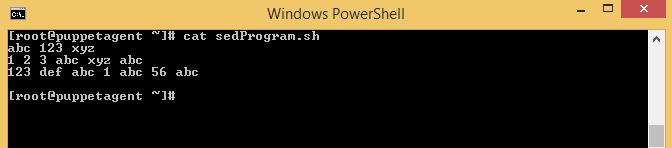 Windows PowerShell
[root@puppetagent ~]# cat sedProgram.sh
abc 123 xyz
1 2 3 abc xyz abc
123 def abc 1 abc 56 abc
[root@puppetagent ~]#